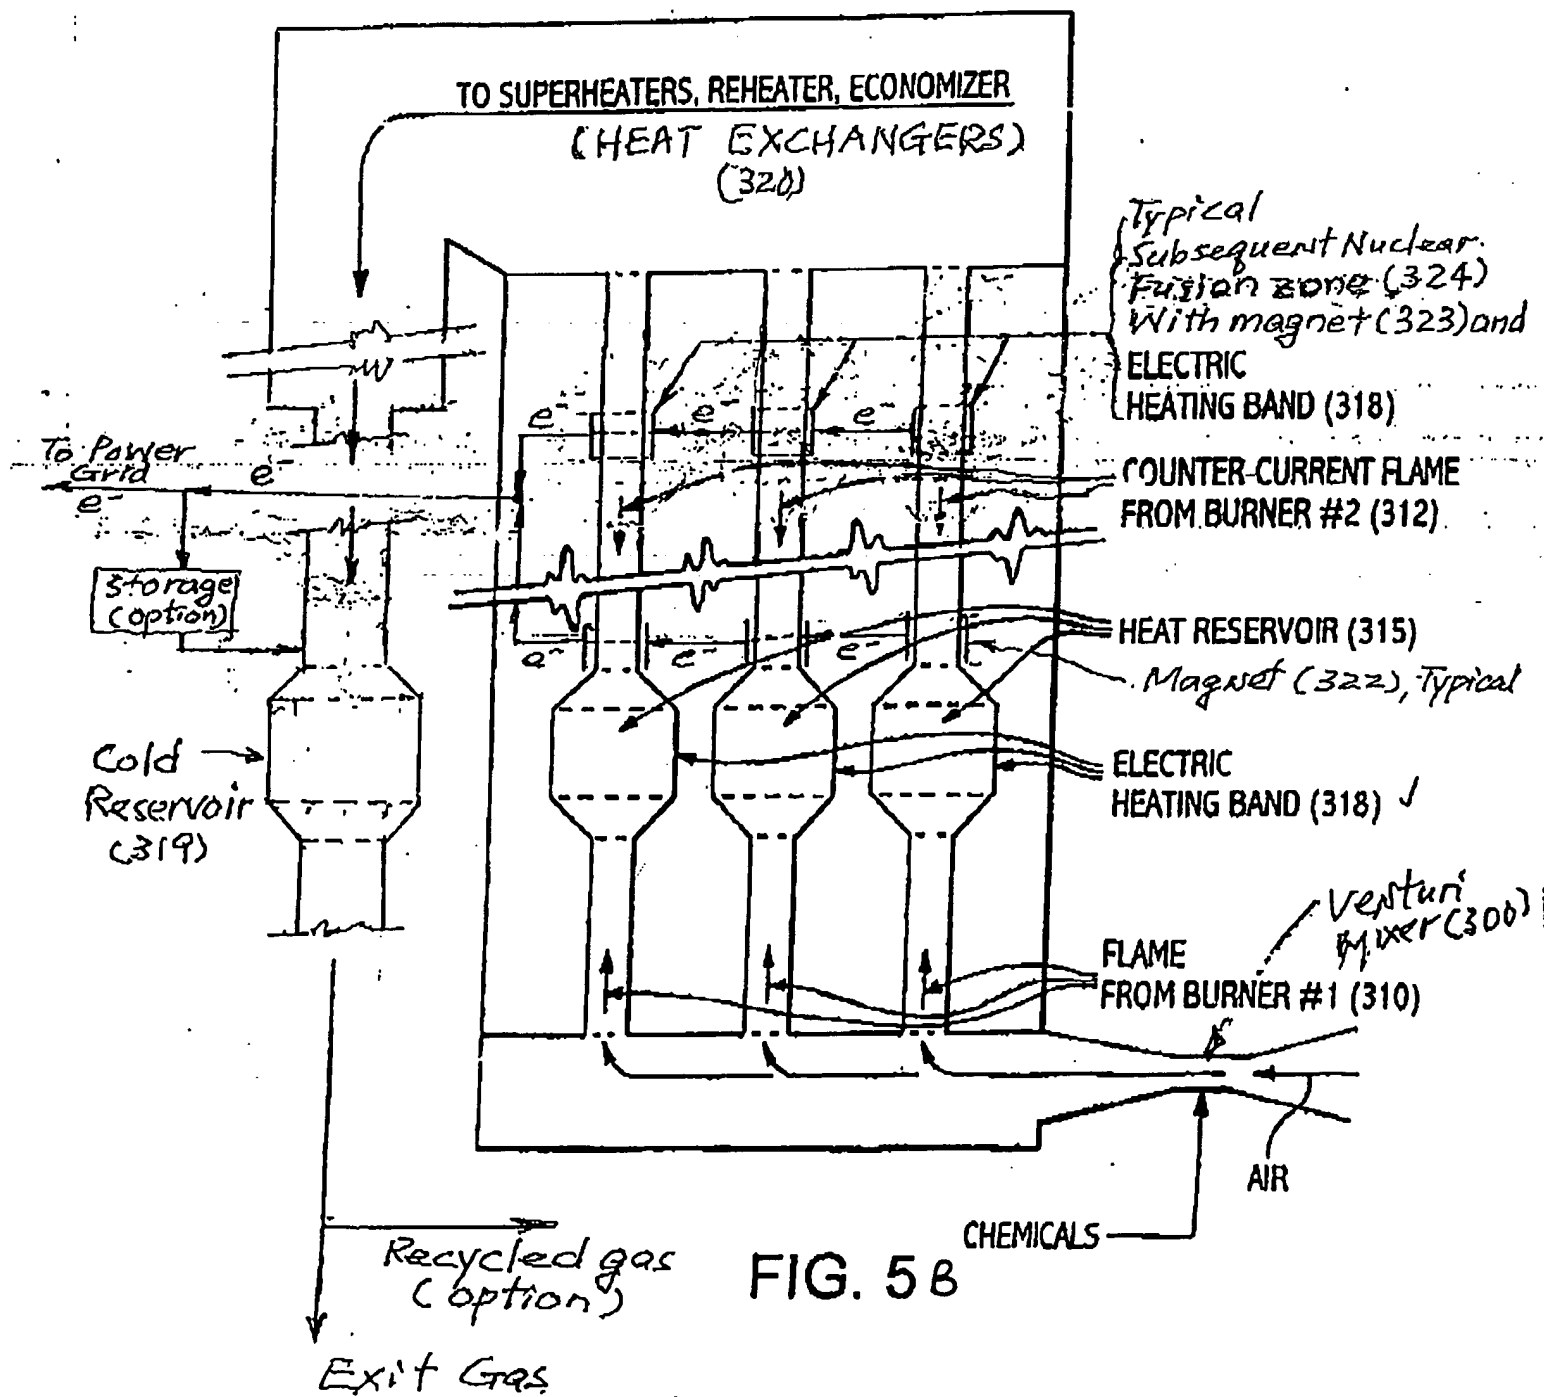 TO SUPERHEATERS, REHEATER, ECONOMIZER
(HEAT EXCHANGERS)
(320)
Typical
Subsequent Nuclear
Fusion zone (324)
With magnet (323) and
ELECTRIC
HEATING BAND (318)
e-
e-
e-
To Power
Grid
e-
e-
COUNTER-CURRENT FLAME
FROM BURNER #2 (312)
Storage
(option)
HEAT RESERVOIR (315)
e-
e-
e-
Magnet (322), Typical
Cold
Reservoir
(319)
ELECTRIC
HEATING BAND (318) ✓
Venturi
Mixer (300)
FLAME
FROM BURNER #1 (310)
AIR
CHEMICALS
Recycled gas
(option)
FIG. 5B
Exit Gas